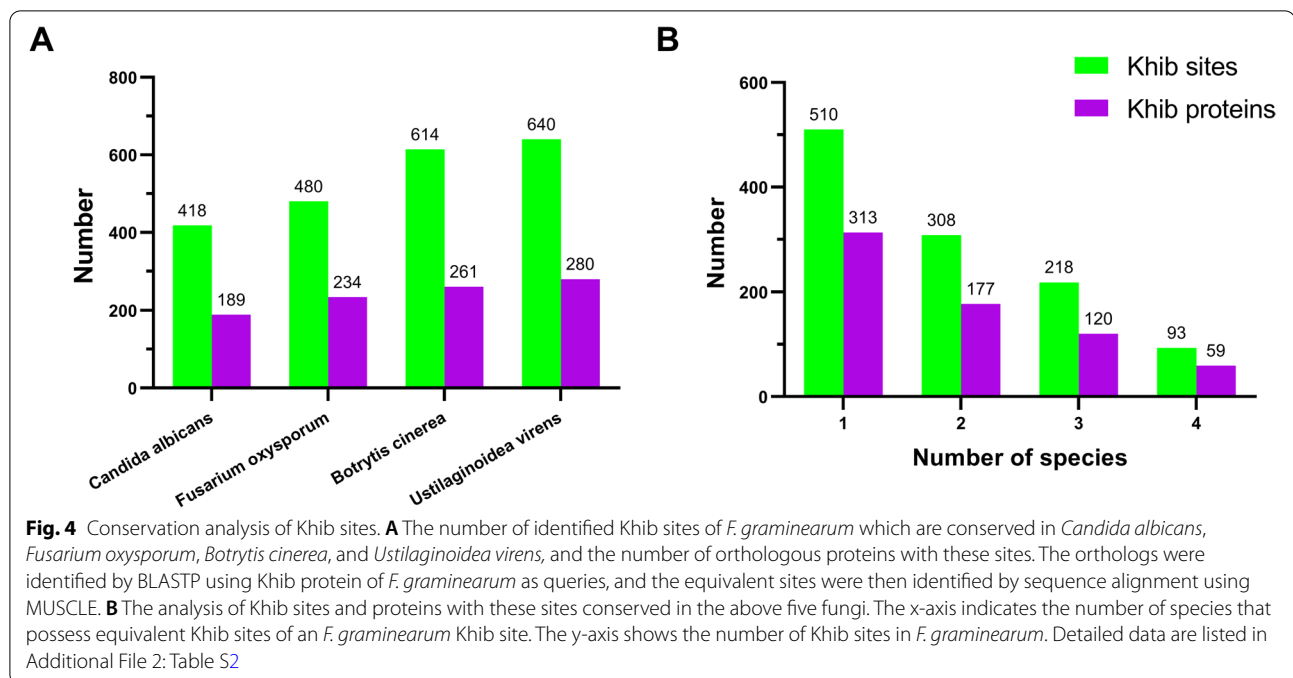 A
Number
800
600
400
200
0
418
189
480
234
614
261
640
280
Candida albicans
Fusarium oxysporum
Botrytis cinerea
Ustilaginoidea virens
B
Khib sites
Khib proteins
Number
600
400
200
0
510
313
308
177
218
120
93
59
1 2 3 4
Number of species
Fig. 4 Conservation analysis of Khib sites. A The number of identified Khib sites of F. graminearum which are conserved in Candida albicans,
Fusarium oxysporum, Botrytis cinerea, and Ustilaginoidea virens, and the number of orthologous proteins with these sites. The orthologs were
identified by BLASTP using Khib protein of F. graminearum as queries, and the equivalent sites were then identified by sequence alignment using
MUSCLE. B The analysis of Khib sites and proteins with these sites conserved in the above five fungi. The x-axis indicates the number of species that
possess equivalent Khib sites of an F. graminearum Khib site. The y-axis shows the number of Khib sites in F. graminearum. Detailed data are listed in
Additional File 2: Table S2